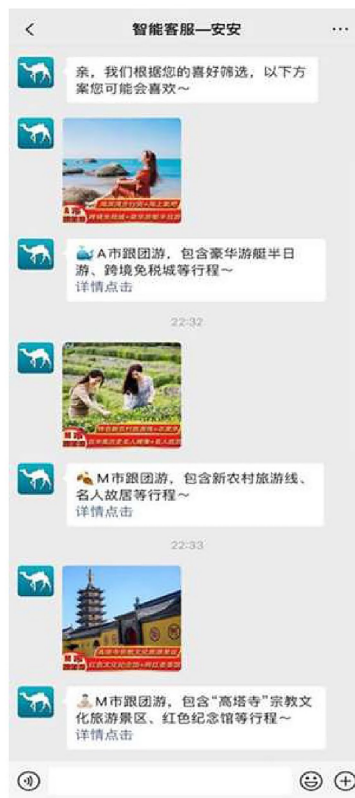 智能客服—安安
亲，我们根据您的喜好筛选，以下方
案您可能会喜欢～
A市跟团游，包含豪华游艇半日
游、跨境免税城等行程～
详情点击
22:32
M市跟团游，包含新农村旅游线、
名人故居等行程～
详情点击
22:33
M市跟团游，包含“高塔寺”宗教文
化旅游景区、红色纪念馆等行程～
详情点击